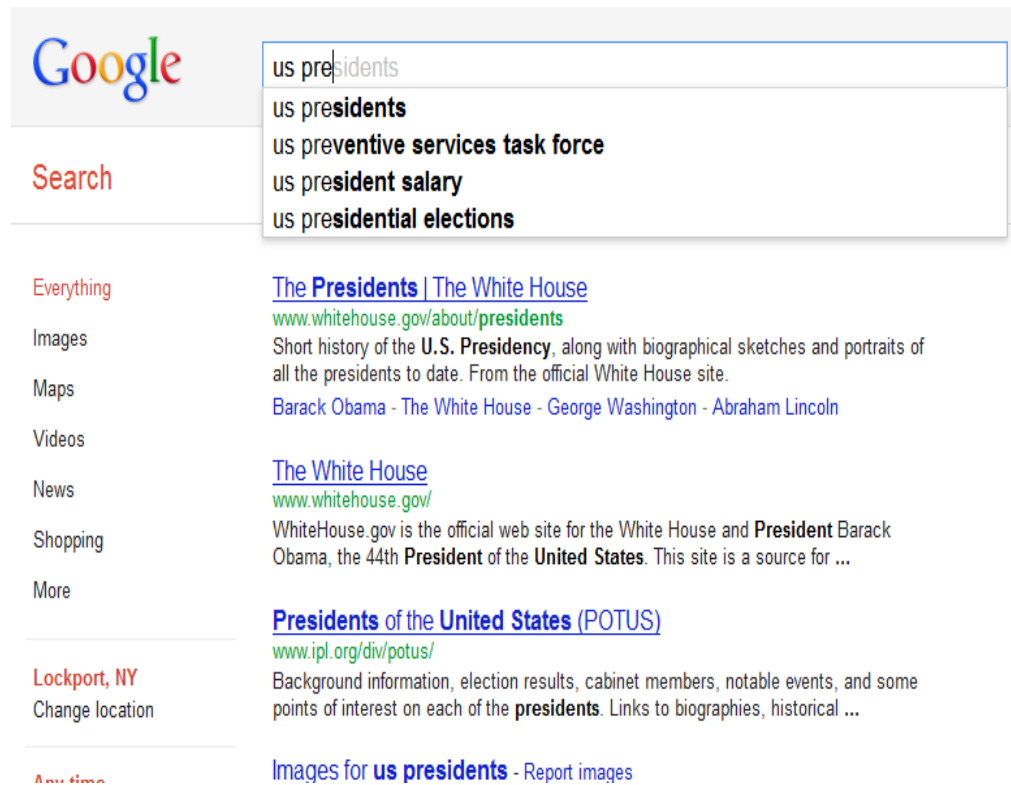 Google
us presidents
us presidents
us preventive services task force
us president salary
us presidential elections
Search
Everything
Images
Maps
Videos
News
Shopping
More
Lockport, NY
Change location
Any time
The Presidents | The White House
www.whitehouse.gov/about/presidents
Short history of the U.S. Presidency, along with biographical sketches and portraits of
all the presidents to date. From the official White House site.
Barack Obama - The White House - George Washington - Abraham Lincoln
The White House
www.whitehouse.gov/
WhiteHouse.gov is the official web site for the White House and President Barack
Obama, the 44th President of the United States. This site is a source for ...
Presidents of the United States (POTUS)
www.ipl.org/div/potus/
Background information, election results, cabinet members, notable events, and some
points of interest on each of the presidents. Links to biographies, historical ...
Images for us presidents - Report images